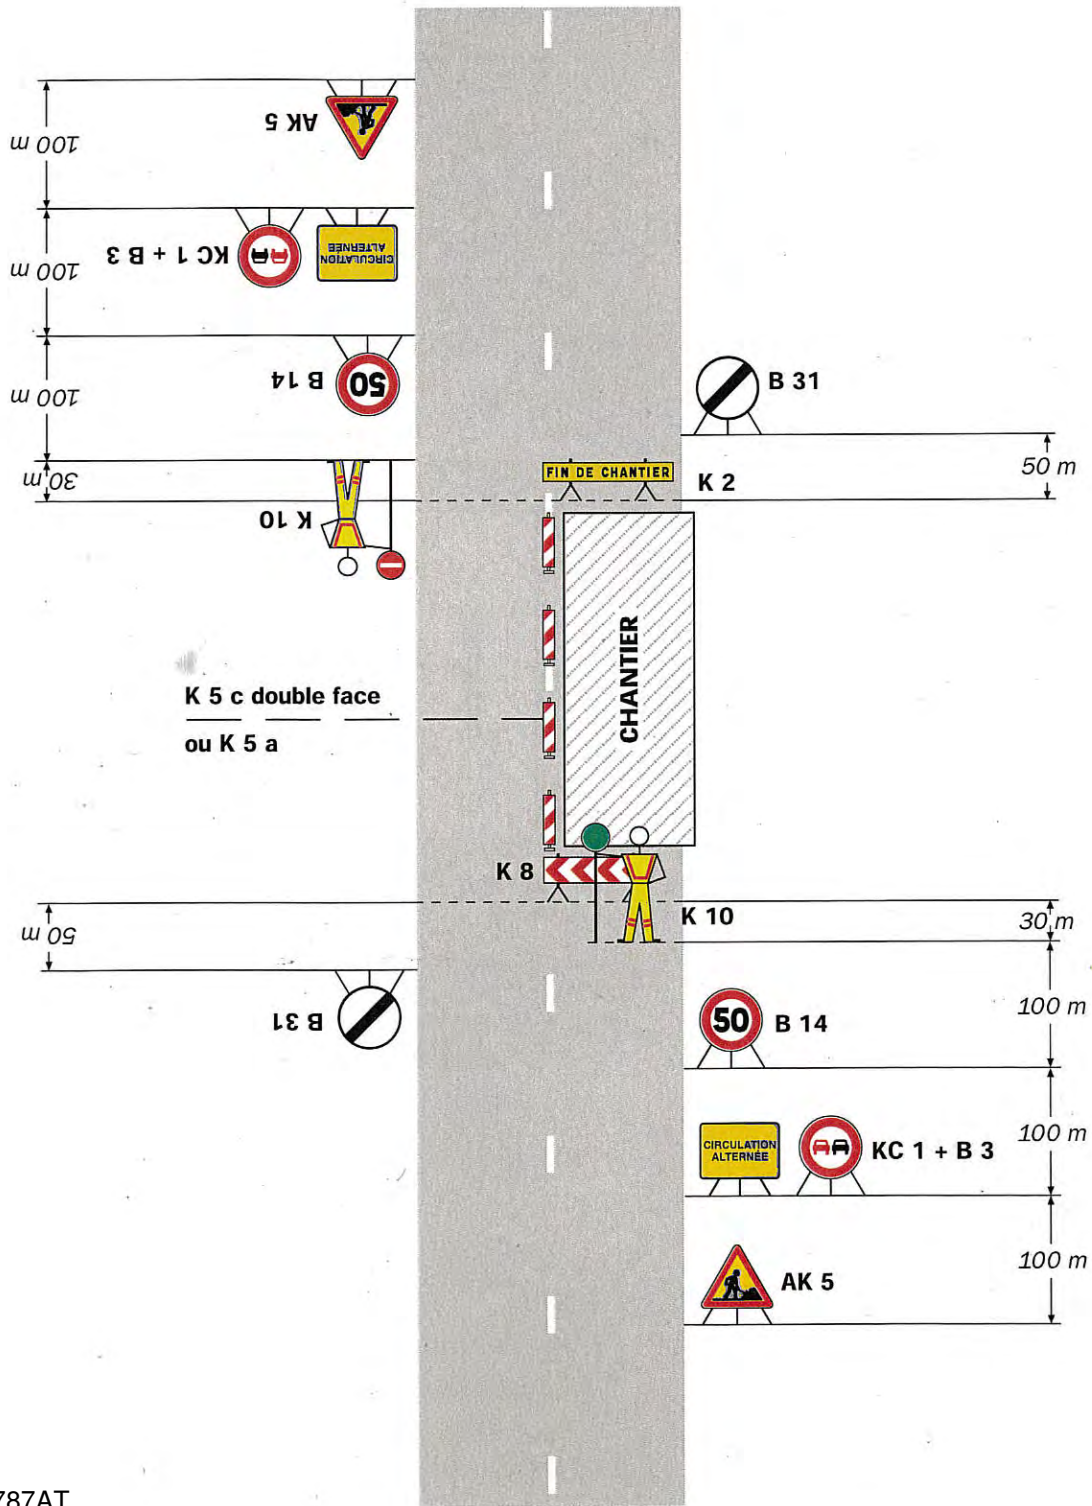 AK 5
100 m
KC 1 + B 3
CIRCULATION
ALTERNÉE
100 m
B 14
50
100 m
B 31
30 m
K 10
FIN DE CHANTIER
K 2
50 m
CHANTIER
K 5 c double face
ou K 5 a
K 8
K 10
30 m
50 m
B 31
50
B 14
100 m
CIRCULATION
ALTERNÉE
KC 1 + B 3
100 m
AK 5
100 m
787AT